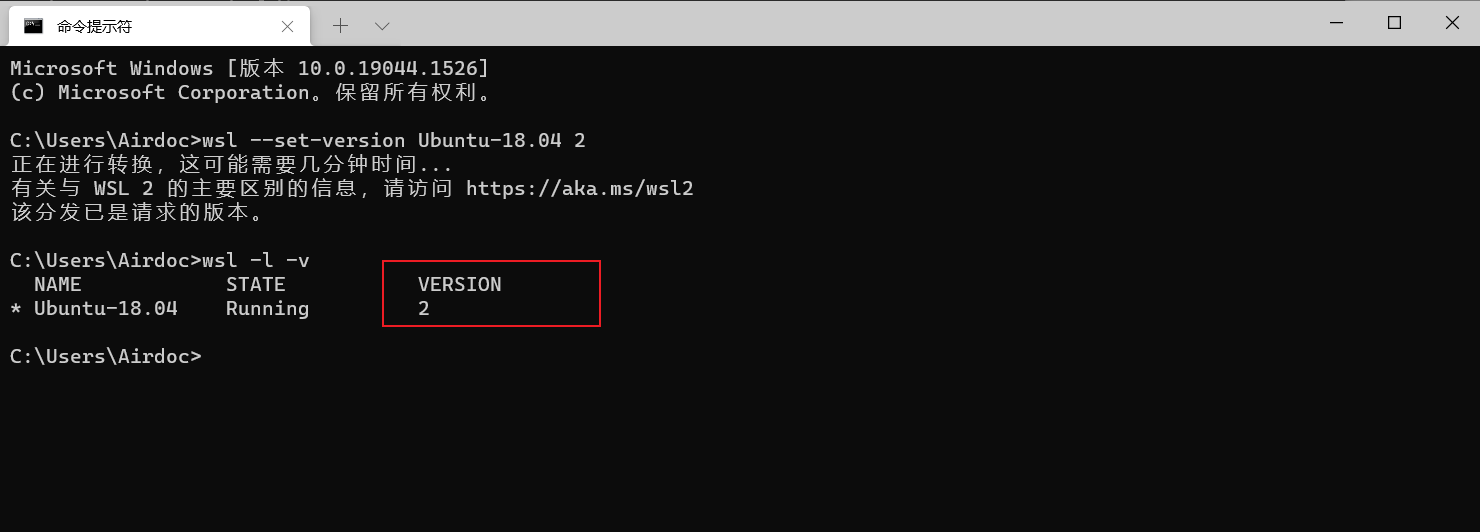 命令提示符
Microsoft Windows [版本 10.0.19044.1526]
(c) Microsoft Corporation。保留所有权利。
C:\Users\Airdoc>wsl --set-version Ubuntu-18.04 2
正在进行转换，这可能需要几分钟时间...
有关与 WSL 2 的主要区别的信息，请访问 https://aka.ms/wsl2
该分发已是请求的版本。
C:\Users\Airdoc>wsl -l -v
  NAME            STATE           VERSION
* Ubuntu-18.04    Running         2
C:\Users\Airdoc>